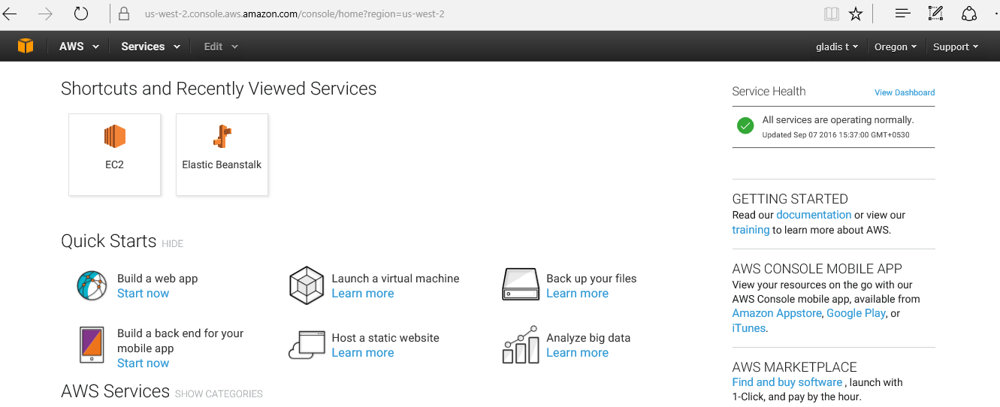 us-west-2.console.aws.amazon.com/console/home?region=us-west-2
AWS Services Edit gladis t Oregon Support
Shortcuts and Recently Viewed Services
EC2
Elastic Beanstalk
Quick Starts HIDE
Build a web app
Start now
Launch a virtual machine
Learn more
Back up your files
Learn more
Build a back end for your
mobile app
Start now
Host a static website
Learn more
Analyze big data
Learn more
AWS Services SHOW CATEGORIES
Service Health View Dashboard
All services are operating normally.
Updated Sep 07 2016 15:37:00 GMT+0530
GETTING STARTED
Read our documentation or view our
training to learn more about AWS.
AWS CONSOLE MOBILE APP
View your resources on the go with our
AWS Console mobile app, available from
Amazon Appstore, Google Play, or
iTunes.
AWS MARKETPLACE
Find and buy software , launch with
1-Click, and pay by the hour.